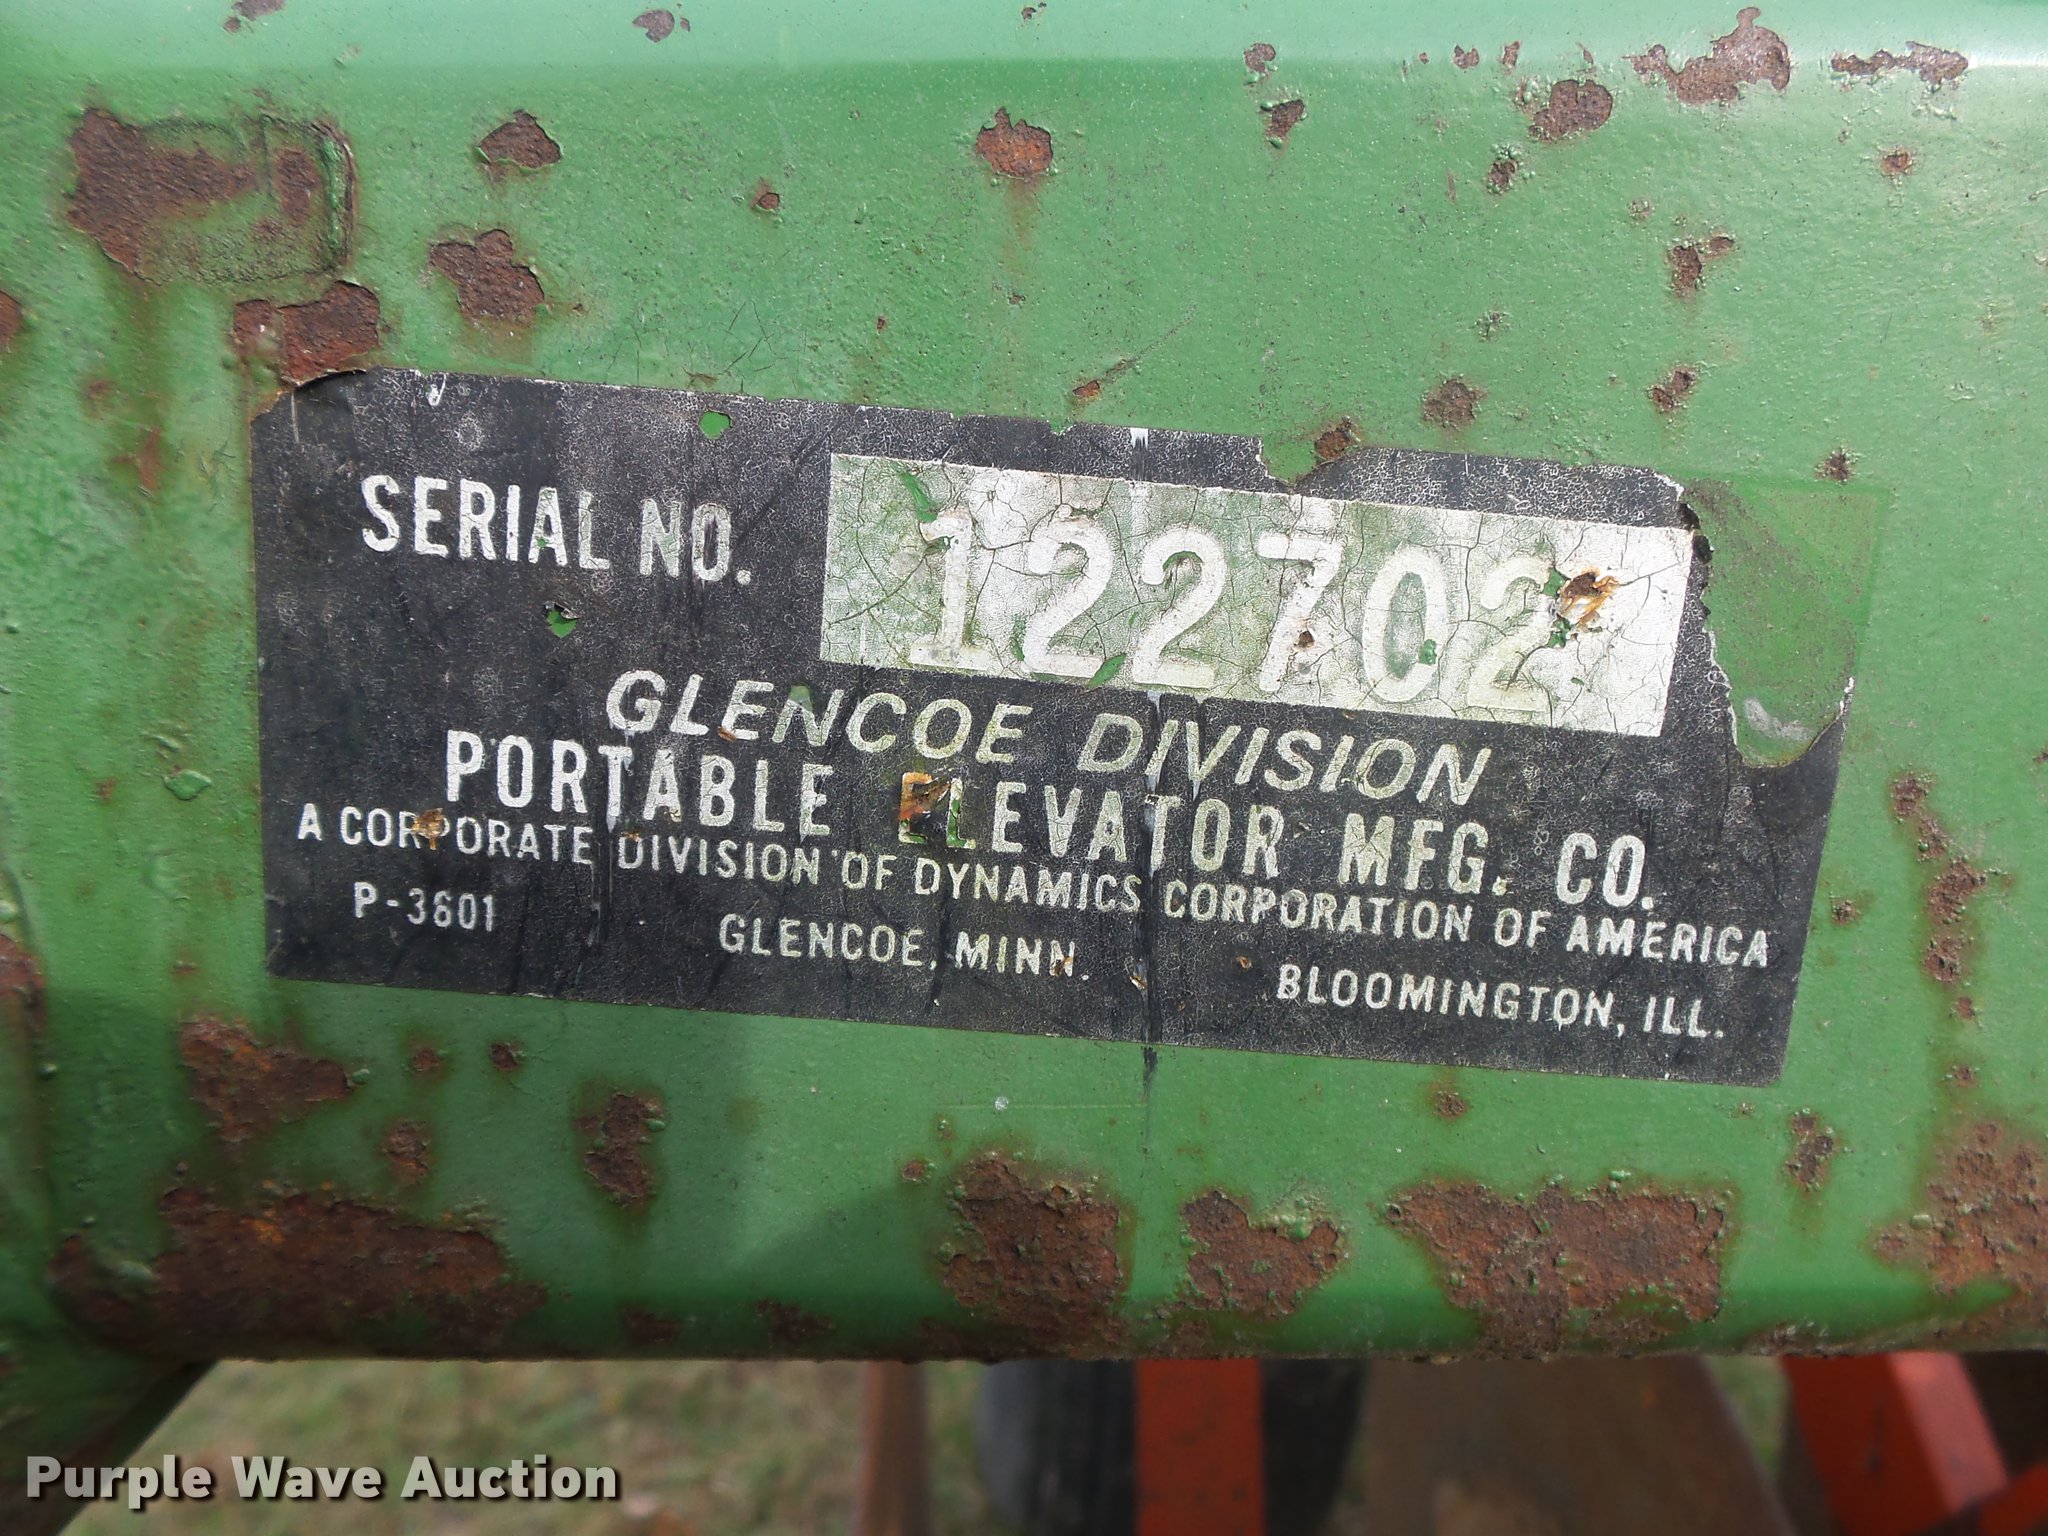 SERIAL NO. 122702
GLENCOE DIVISION
PORTABLE ELEVATOR MFG. CO.
A CORPORATE DIVISION OF DYNAMICS CORPORATION OF AMERICA
P-3601
GLENCOE, MINN.
BLOOMINGTON, ILL.
Purple Wave Auction